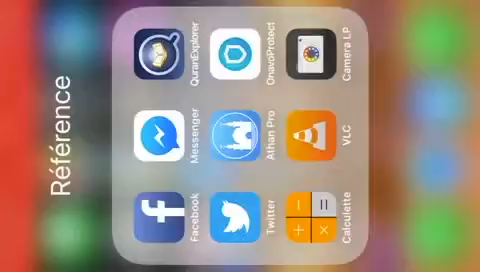 Référence
Facebook Messenger QuranExplorer
Twitter Athan Pro OnavoProtect
Calculette VLC Camera LP